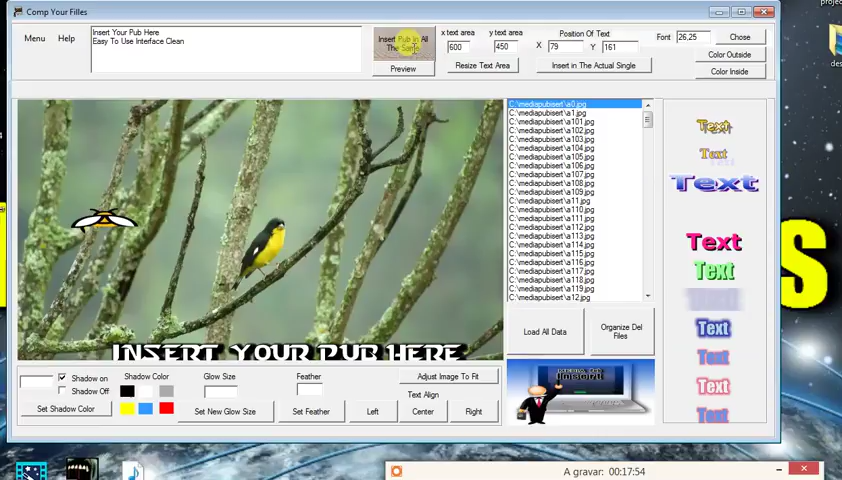 Comp Your Filles
Menu
Help
Insert Your Pub Here
Easy To Use Interface Clean
Insert Pub In All
The Same
Preview
x text area
y text area
600
450
Resize Text Area
Position Of Text
X
79
Y
161
Insert in The Actual Single
Font
26,25
Chose
Color Outside
Color Inside
INSERT YOUR PUB HERE
C:\mediapubisert\a0.jpg
C:\mediapubisert\a1.jpg
C:\mediapubisert\a101.jpg
C:\mediapubisert\a102.jpg
C:\mediapubisert\a103.jpg
C:\mediapubisert\a104.jpg
C:\mediapubisert\a105.jpg
C:\mediapubisert\a106.jpg
C:\mediapubisert\a107.jpg
C:\mediapubisert\a108.jpg
C:\mediapubisert\a109.jpg
C:\mediapubisert\a11.jpg
C:\mediapubisert\a110.jpg
C:\mediapubisert\a111.jpg
C:\mediapubisert\a112.jpg
C:\mediapubisert\a113.jpg
C:\mediapubisert\a114.jpg
C:\mediapubisert\a115.jpg
C:\mediapubisert\a116.jpg
C:\mediapubisert\a117.jpg
C:\mediapubisert\a118.jpg
C:\mediapubisert\a119.jpg
C:\mediapubisert\a12.jpg
Text
Text
Text
Text
Text
Text
Text
Text
Text
Load All Data
Organize Del
Files
Shadow on
Shadow Off
Set Shadow Color
Shadow Color
Glow Size
Set New Glow Size
Feather
Set Feather
Adjust Image To Fit
Text Align
Left
Center
Right
S
A gravar: 00:17:54